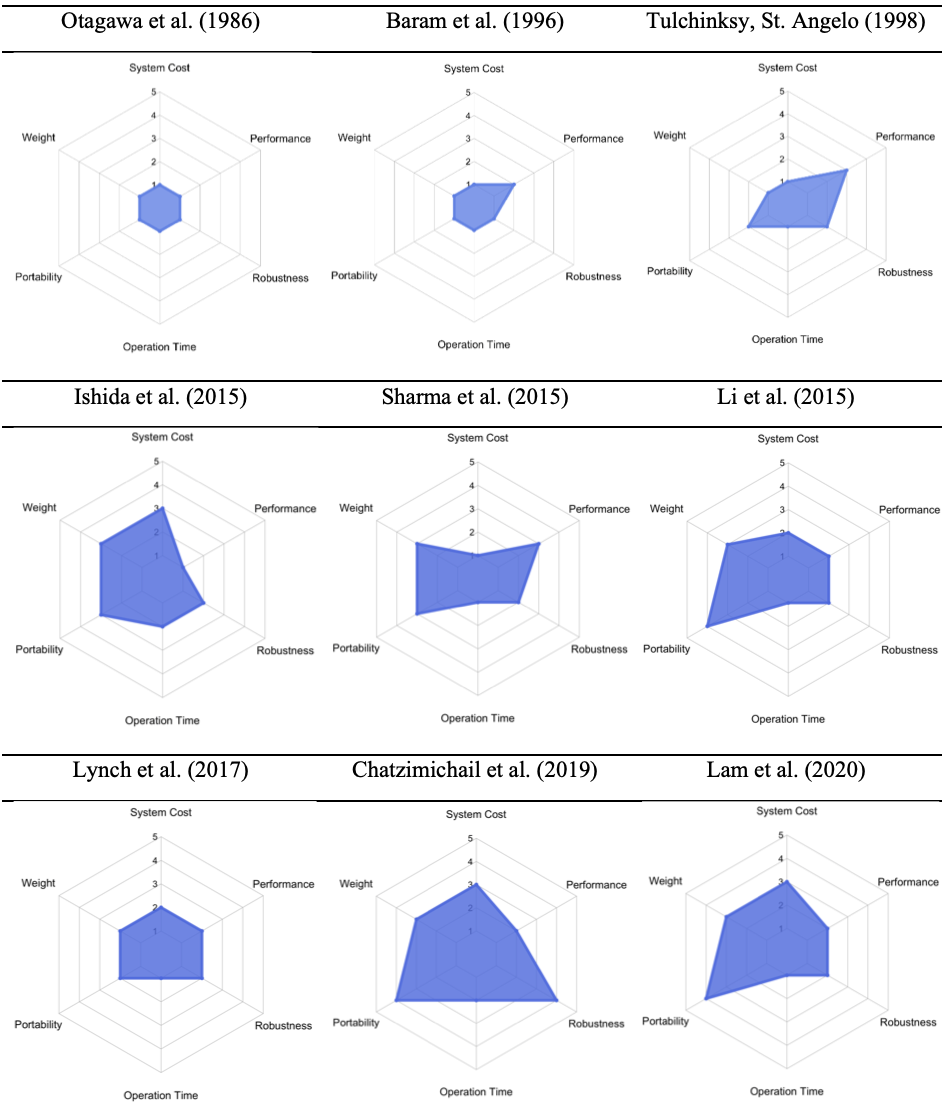 Otagawa et al. (1986)
Baram et al. (1996)
Tulchinksy, St. Angelo (1998)
System Cost
5
4
3
2
1
Weight
Performance
Portability
Robustness
Operation Time
System Cost
5
4
3
2
1
Weight
Performance
Portability
Robustness
Operation Time
System Cost
5
4
3
2
1
Weight
Performance
Portability
Robustness
Operation Time
Ishida et al. (2015)
Sharma et al. (2015)
Li et al. (2015)
System Cost
5
4
3
2
1
Weight
Performance
Portability
Robustness
Operation Time
System Cost
5
4
3
2
1
Weight
Performance
Portability
Robustness
Operation Time
System Cost
5
4
3
2
1
Weight
Performance
Portability
Robustness
Operation Time
Lynch et al. (2017)
Chatzimichail et al. (2019)
Lam et al. (2020)
System Cost
5
4
3
2
1
Weight
Performance
Portability
Robustness
Operation Time
System Cost
5
4
3
2
1
Weight
Performance
Portability
Robustness
Operation Time
System Cost
5
4
3
2
1
Weight
Performance
Portability
Robustness
Operation Time